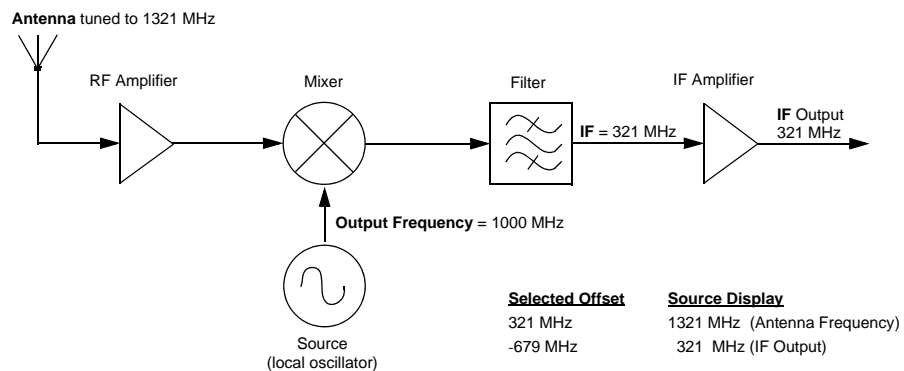 Antenna tuned to 1321 MHz
RF Amplifier
Mixer
Filter
IF Amplifier
IF = 321 MHz
IF Output
321 MHz
Output Frequency = 1000 MHz
Source
(local oscillator)
Selected Offset Source Display
321 MHz 1321 MHz (Antenna Frequency)
-679 MHz 321 MHz (IF Output)